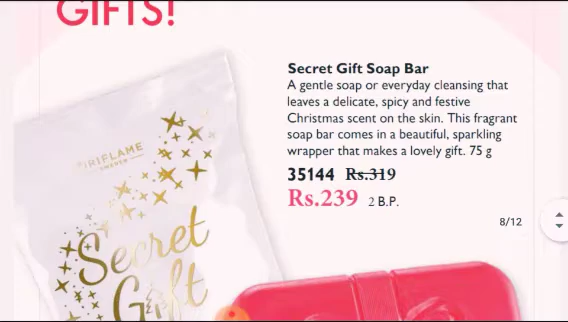 GIFTS!
Secret Gift Soap Bar
A gentle soap or everyday cleansing that
leaves a delicate, spicy and festive
Christmas scent on the skin. This fragrant
soap bar comes in a beautiful, sparkling
wrapper that makes a lovely gift. 75 g
35144 Rs.319
Rs.239 2 B.P.
8/12
ORIFLAME
SWEDEN
Secret
Gift